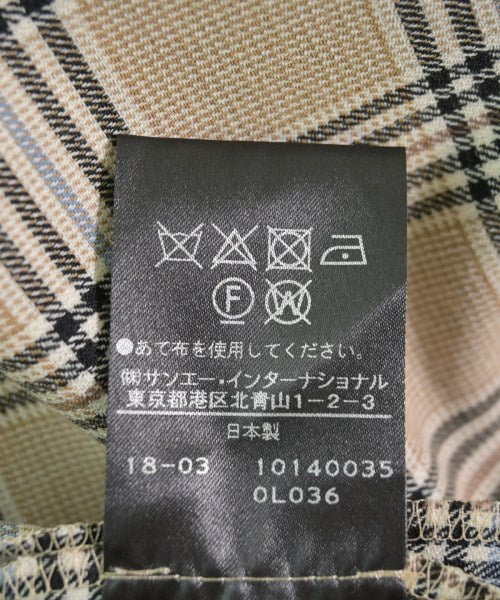 F W
●あて布を使用してください。
㈱サンエー・インターナショナル
東京都港区北青山1-2-3
日本製
18-03 10140035
0L036